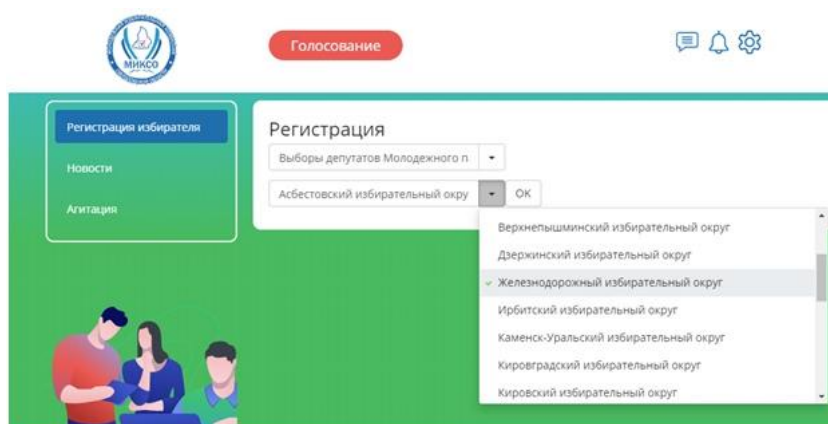 МИКСО
Голосование
Регистрация избирателя
Новости
Агитация
Регистрация
Выборы депутатов Молодежного п
Асбестовский избирательный окру
OK
Верхнепышминский избирательный округ
Дзержинский избирательный округ
Железнодорожный избирательный округ
Ирбитский избирательный округ
Каменск-Уральский избирательный округ
Кировградский избирательный округ
Кировский избирательный округ